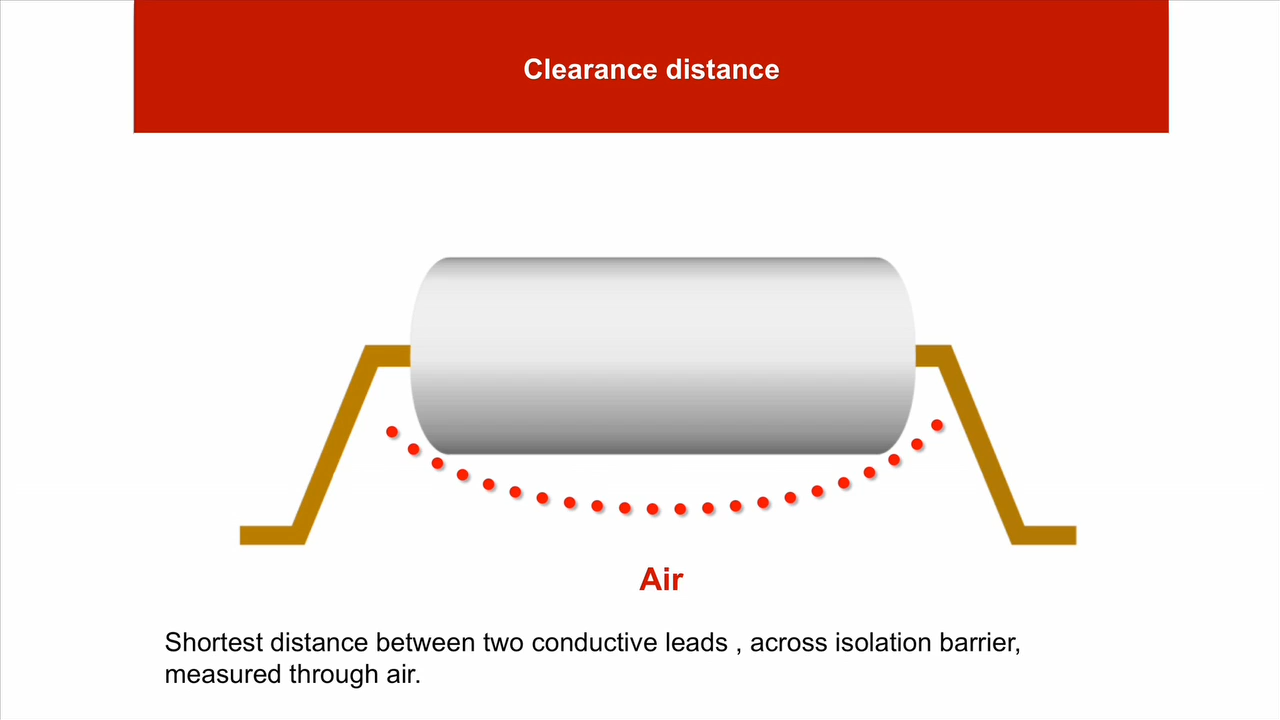 Clearance distance
Air
Shortest distance between two conductive leads , across isolation barrier,
measured through air.